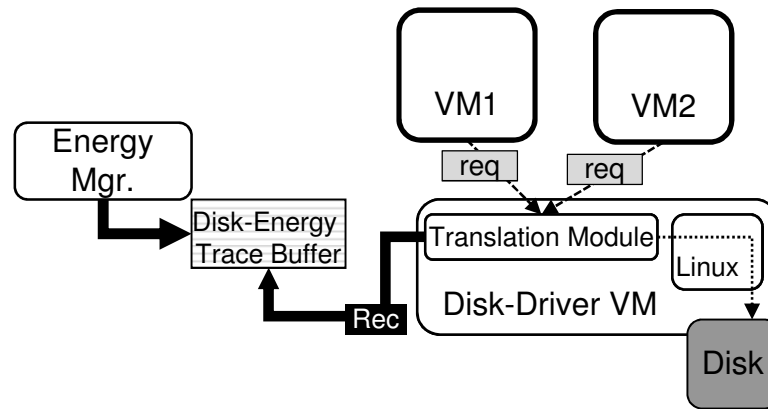 VM1
VM2
Energy
Mgr.
req
req
Disk-Energy
Trace Buffer
Translation Module
Linux
Rec
Disk-Driver VM
Disk